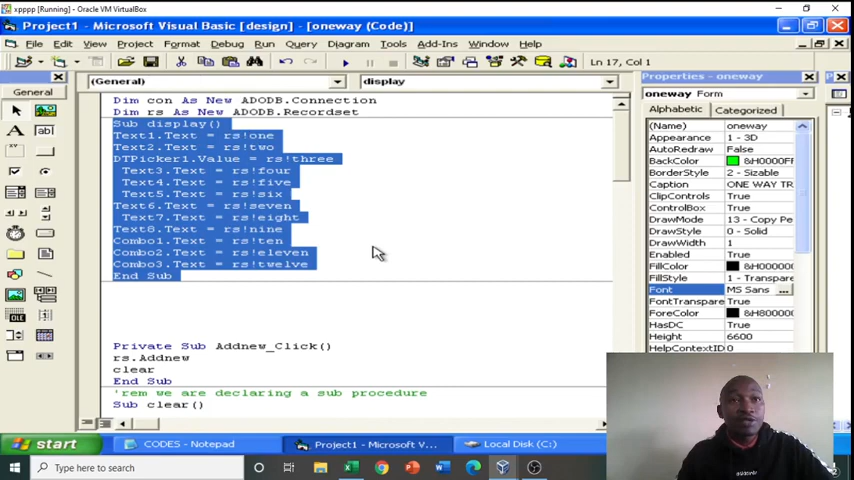 xpppp [Running] - Oracle VM VirtualBox
Project1 - Microsoft Visual Basic [design] - [oneway (Code)]
File Edit View Project Format Debug Run Query Diagram Tools Add-Ins Window Help
Ln 17, Col 1
General
(General)
display
Dim con As New ADODB.Connection
Dim rs As New ADODB.Recordset
Sub display()
Text1.Text = rs!one
Text2.Text = rs!two
DTPicker1.Value = rs!three
Text3.Text = rs!four
Text4.Text = rs!five
Text5.Text = rs!six
Text6.Text = rs!seven
Text7.Text = rs!eight
Text8.Text = rs!nine
Combo1.Text = rs!ten
Combo2.Text = rs!eleven
Combo3.Text = rs!twelve
End Sub
Private Sub Addnew_Click()
rs.Addnew
clear
End Sub
'rem we are declaring a sub procedure
Sub clear()
Properties - oneway
oneway Form
Alphabetic Categorized
(Name) oneway
Appearance 1 - 3D
AutoRedraw False
BackColor &H0000FF
BorderStyle 2 - Sizable
Caption ONE WAY TR
ClipControls True
ControlBox True
DrawMode 13 - Copy Pe
DrawStyle 0 - Solid
DrawWidth 1
Enabled True
FillColor &H000000
FillStyle 1 - Transpare
Font MS Sans ...
FontTranspare True
ForeColor &H800000
HasDC True
Height 6600
HelpContextID 0
start
CODES - Notepad
Project1 - Microsoft V...
Local Disk (C:)
Type here to search